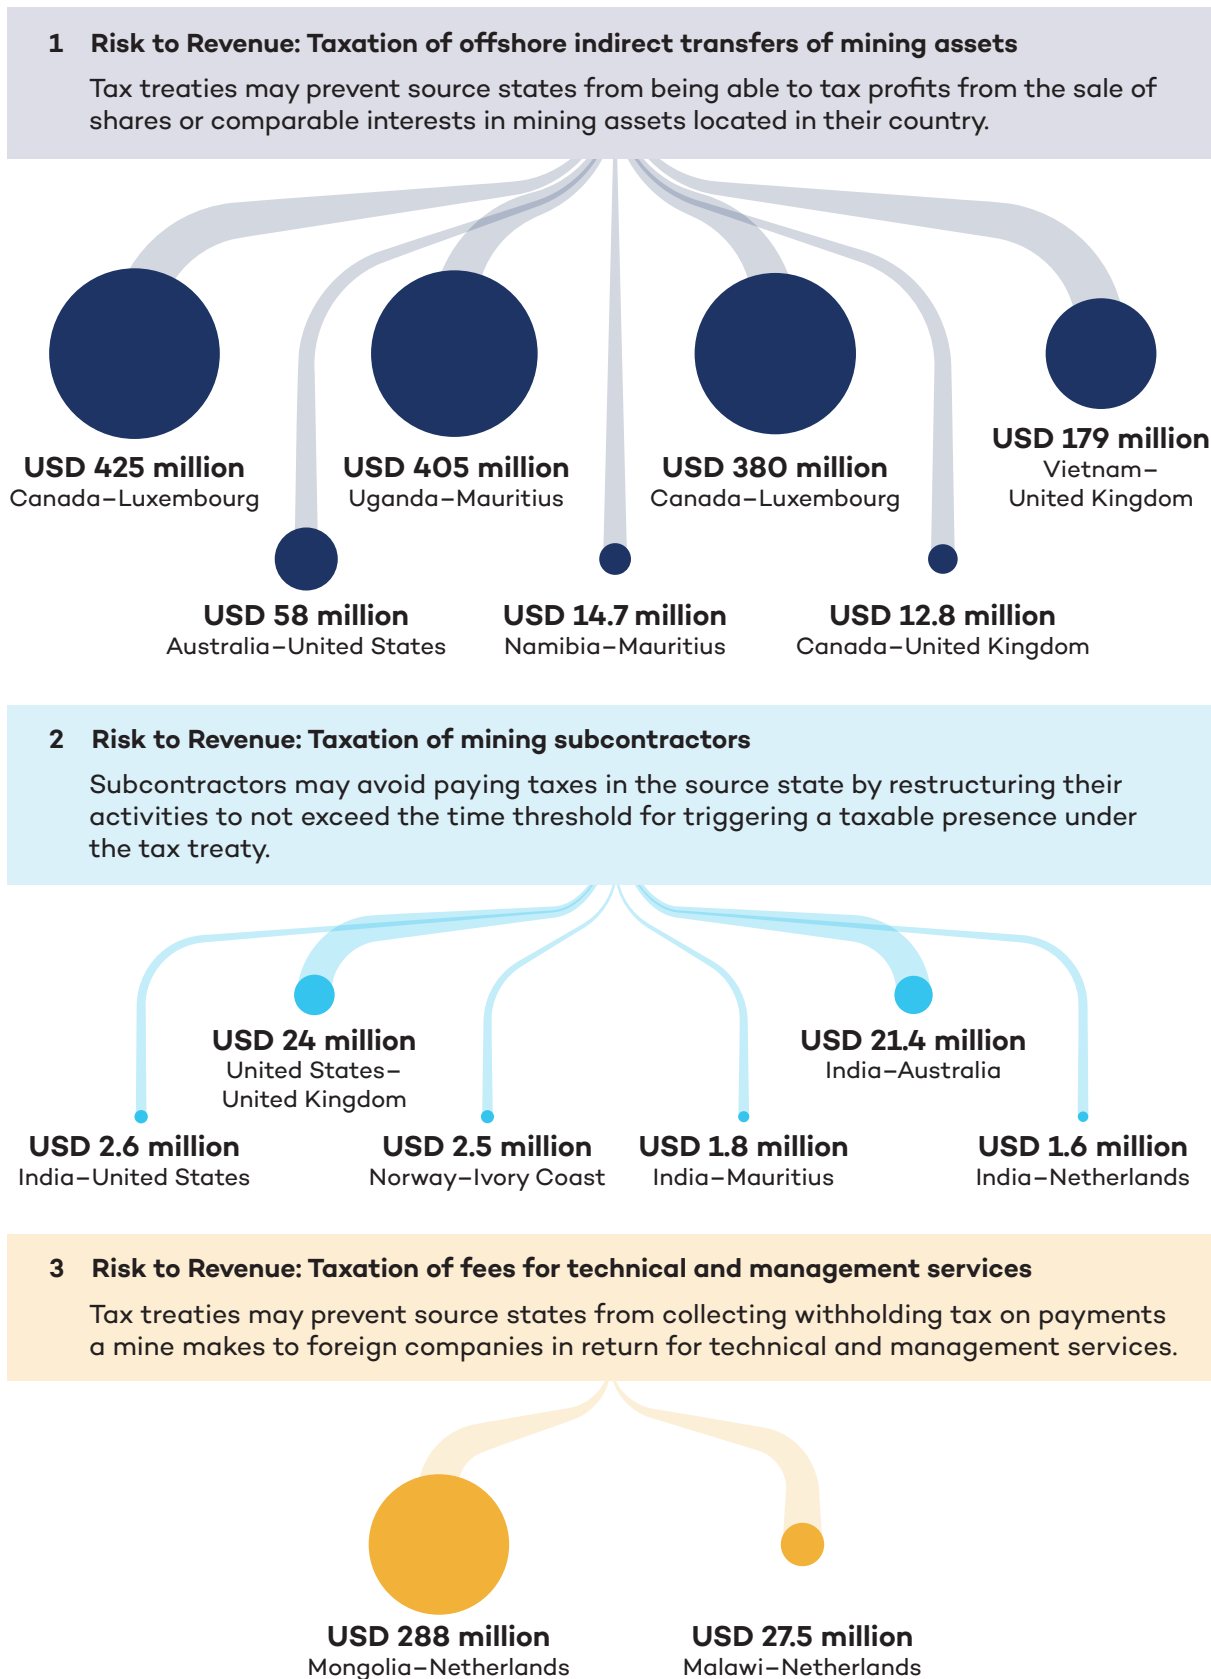 1 Risk to Revenue: Taxation of offshore indirect transfers of mining assets
Tax treaties may prevent source states from being able to tax profits from the sale of
shares or comparable interests in mining assets located in their country.
USD 425 million
Canada–Luxembourg
USD 405 million
Uganda–Mauritius
USD 380 million
Canada–Luxembourg
USD 179 million
Vietnam–
United Kingdom
USD 58 million
Australia–United States
USD 14.7 million
Namibia–Mauritius
USD 12.8 million
Canada–United Kingdom
2 Risk to Revenue: Taxation of mining subcontractors
Subcontractors may avoid paying taxes in the source state by restructuring their
activities to not exceed the time threshold for triggering a taxable presence under
the tax treaty.
USD 24 million
United States–
United Kingdom
USD 21.4 million
India–Australia
USD 2.6 million
India–United States
USD 2.5 million
Norway–Ivory Coast
USD 1.8 million
India–Mauritius
USD 1.6 million
India–Netherlands
3 Risk to Revenue: Taxation of fees for technical and management services
Tax treaties may prevent source states from collecting withholding tax on payments
a mine makes to foreign companies in return for technical and management services.
USD 288 million
Mongolia–Netherlands
USD 27.5 million
Malawi–Netherlands